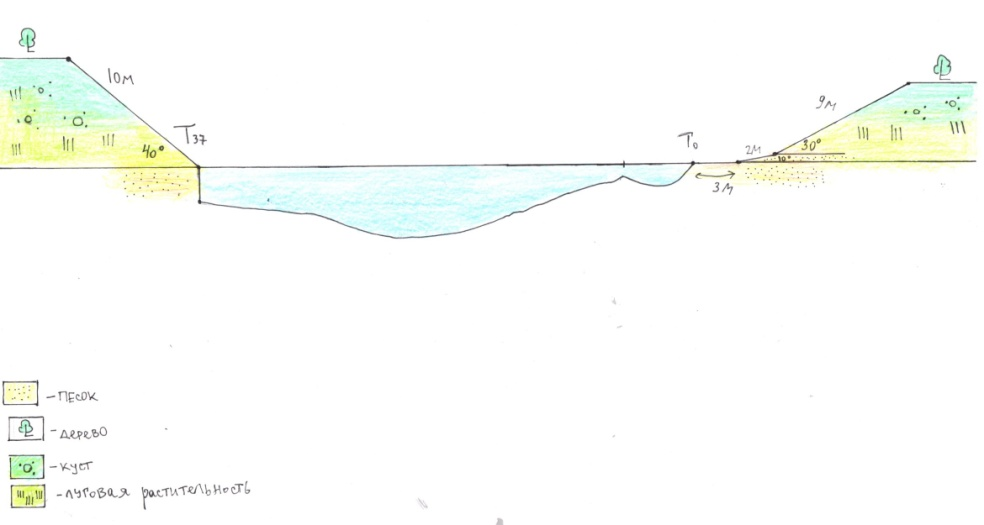 10м
9м
Т37
40°
Т0
2м
30°
10°
3м
-ПЕСОК
-ДЕРЕВО
-КУСТ
-ЛУГОВАЯ РАСТИТЕЛЬНОСТЬ